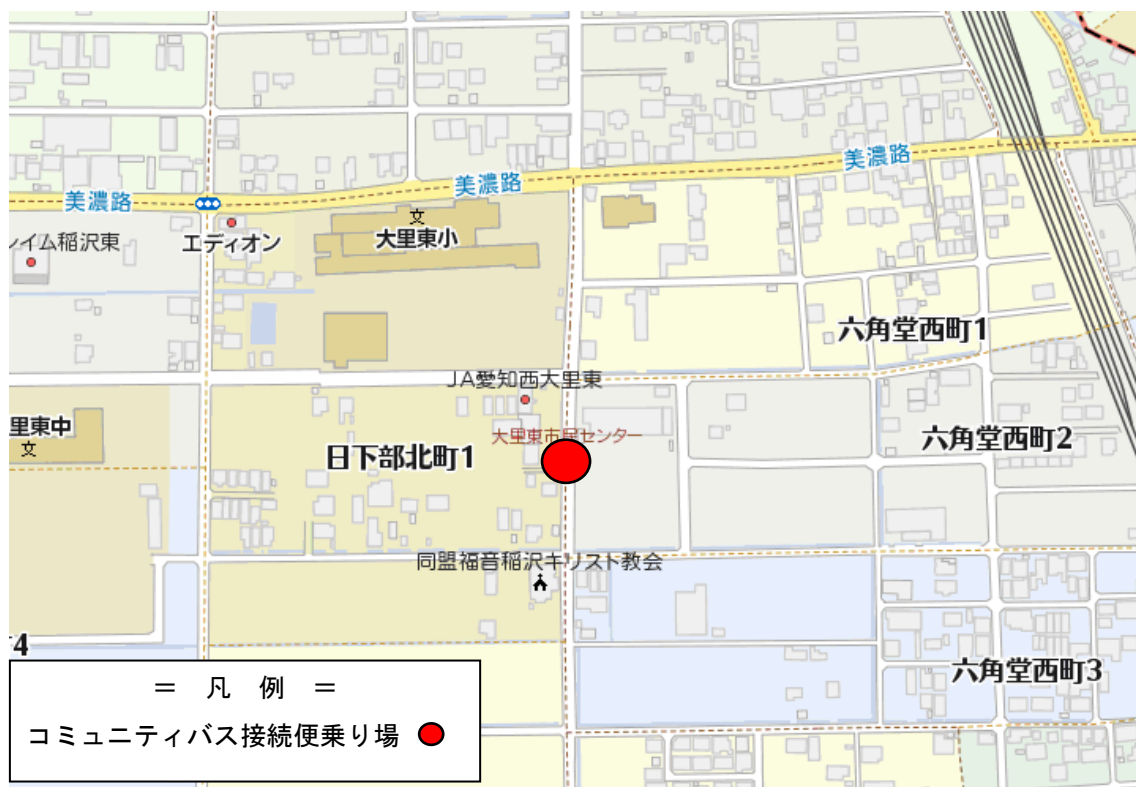 美濃路
美濃路
美濃路
文
レイム稲沢東
エディオン
大里東小
六角堂西町1
JA愛知西大里東
里東中
文
大里東市民センター
日下部北町1
六角堂西町2
同盟福音稲沢キリスト教会
町4
六角堂西町3
＝ 凡 例 ＝
コミュニティバス接続便乗り場